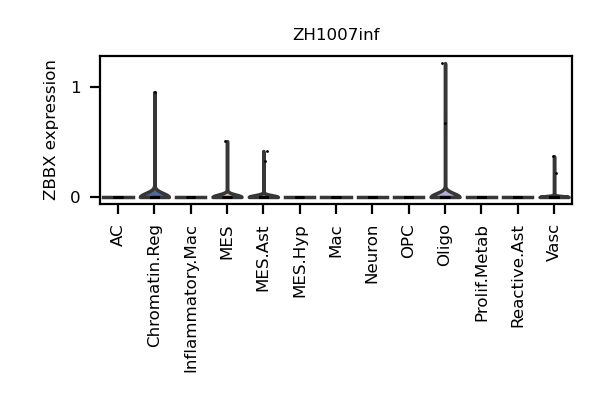 ZH1007inf
ZBBX expression
1
0
AC
Chromatin.Reg
Inflammatory.Mac
MES
MES.Ast
MES.Hyp
Mac
Neuron
OPC
Oligo
Prolif.Metab
Reactive.Ast
Vasc